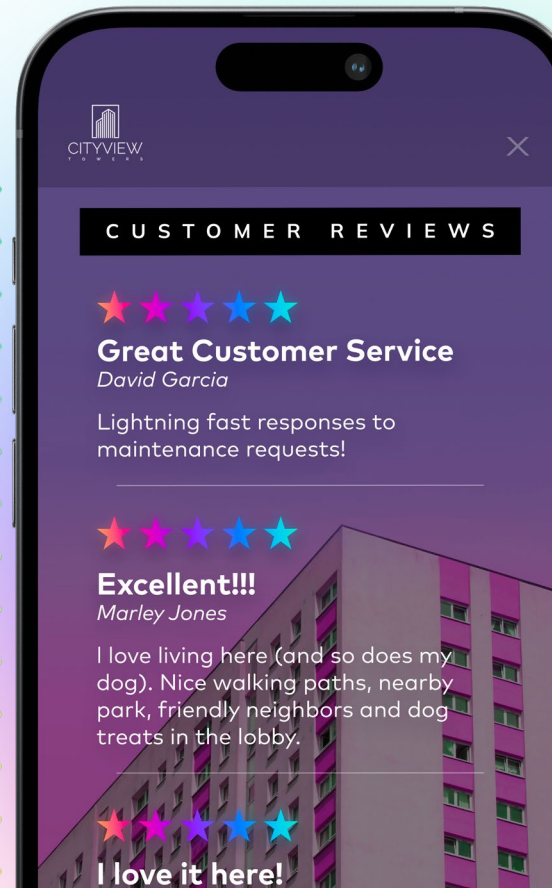 CITYVIEW
TOWERS
CUSTOMER REVIEWS
Great Customer Service
David Garcia
Lightning fast responses to
maintenance requests!
Excellent!!!
Marley Jones
I love living here (and so does my
dog). Nice walking paths, nearby
park, friendly neighbors and dog
treats in the lobby.
I love it here!